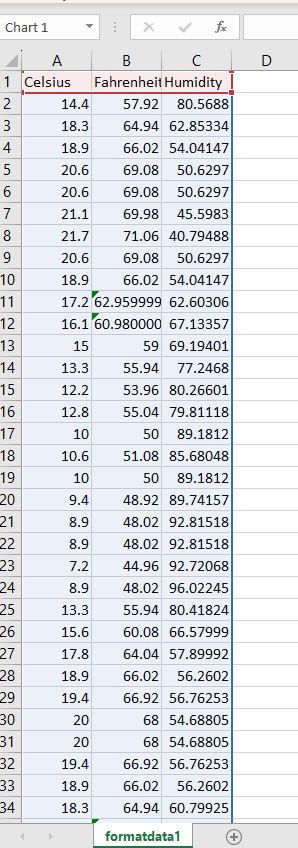 Chart 1 fx
A B C D
1 Celsius Fahrenheit Humidity
2 14.4 57.92 80.5688
3 18.3 64.94 62.85334
4 18.9 66.02 54.04147
5 20.6 69.08 50.6297
6 20.6 69.08 50.6297
7 21.1 69.98 45.5983
8 21.7 71.06 40.79488
9 20.6 69.08 50.6297
10 18.9 66.02 54.04147
11 17.2 62.959999 62.60306
12 16.1 60.980000 67.13357
13 15 59 69.19401
14 13.3 55.94 77.2468
15 12.2 53.96 80.26601
16 12.8 55.04 79.81118
17 10 50 89.1812
18 10.6 51.08 85.68048
19 10 50 89.1812
20 9.4 48.92 89.74157
21 8.9 48.02 92.81518
22 8.9 48.02 92.81518
23 7.2 44.96 92.72068
24 8.9 48.02 96.02245
25 13.3 55.94 80.41824
26 15.6 60.08 66.57999
27 17.8 64.04 57.89992
28 18.9 66.02 56.2602
29 19.4 66.92 56.76253
30 20 68 54.68805
31 20 68 54.68805
32 19.4 66.92 56.76253
33 18.9 66.02 56.2602
34 18.3 64.94 60.79925
formatdata1